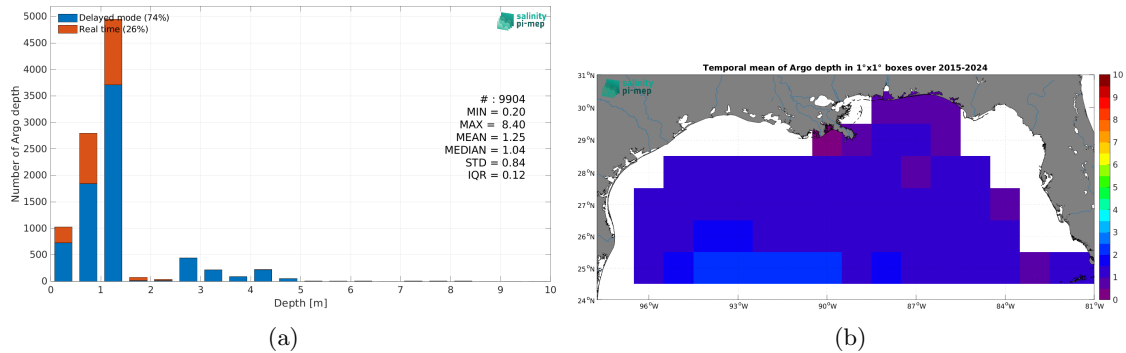 Delayed mode (74%)
Real time (26%)
salinity
pi-mep
5000
4500
4000
3500
3000
2500
2000
1500
1000
500
0
Number of Argo depth
# : 9904
MIN = 0.20
MAX = 8.40
MEAN = 1.25
MEDIAN = 1.04
STD = 0.84
IQR = 0.12
0 1 2 3 4 5 6 7 8 9 10
Depth [m]
(a)
Temporal mean of Argo depth in 1°x1° boxes over 2015-2024
salinity
pi-mep
31°N
30°N
29°N
28°N
27°N
26°N
25°N
24°N
96°W 93°W 90°W 87°W 84°W 81°W
10
9
8
7
6
5
4
3
2
1
0
(b)